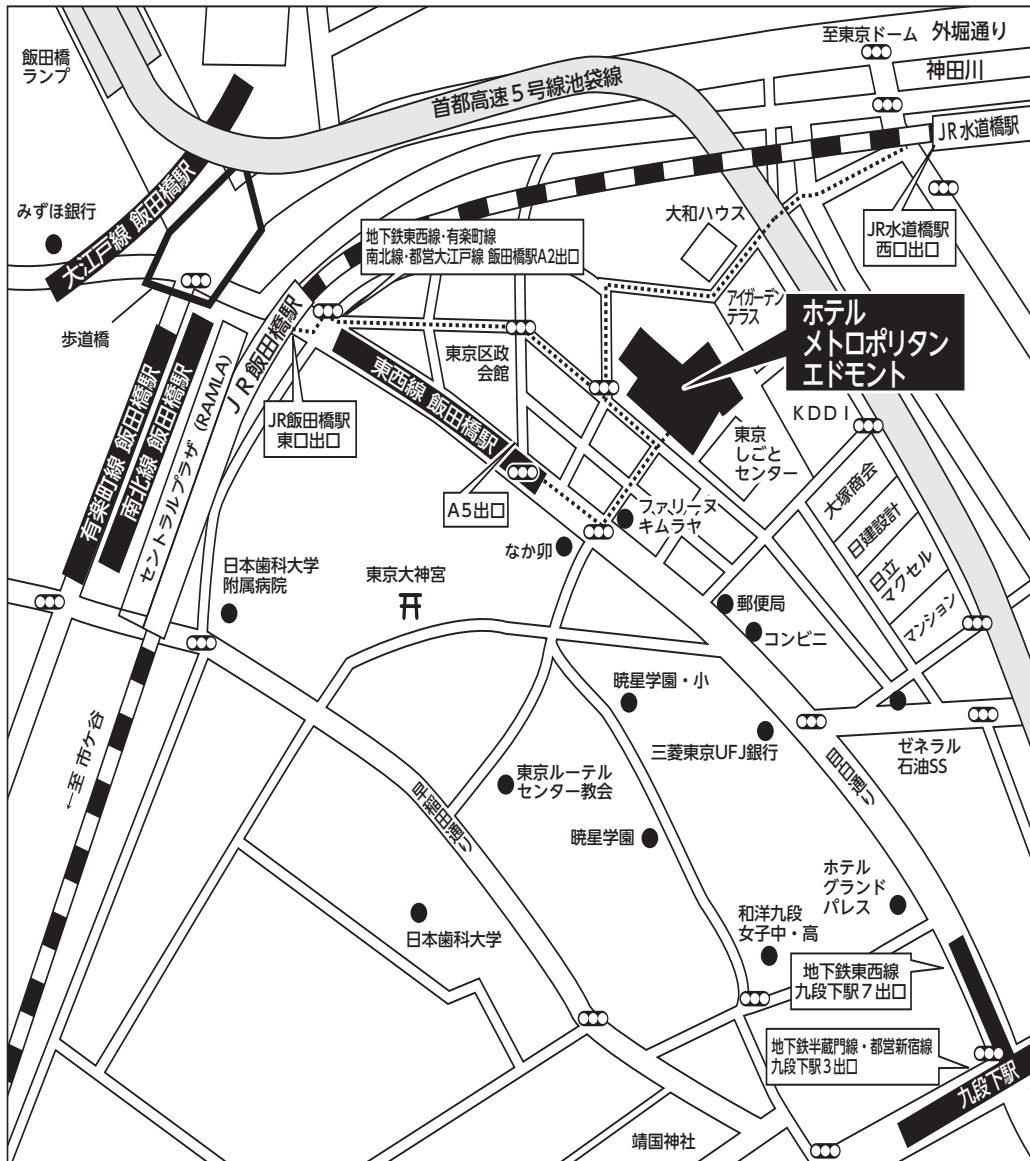 飯田橋
ランプ
至東京ドーム
外堀通り
神田川
首都高速5号線池袋線
JR水道橋駅
みずほ銀行
大江戸線 飯田橋駅
大和ハウス
JR水道橋駅
西口出口
地下鉄東西線・有楽町線
南北線・都営大江戸線 飯田橋駅A2出口
アイガーデン
テラス
ホテル
メトロポリタン
エドモント
歩道橋
JR 飯田橋駅
東京区政
会館
東西線 飯田橋駅
JR飯田橋駅
東口出口
KDDI
有楽町線 飯田橋駅
南北線 飯田橋駅
セントラルプラザ (RAMLA)
東京
しごと
センター
大塚商会
日建設計
日立
マクセル
マンション
A5出口
ファリーヌ
キムラヤ
なか卯
日本歯科大学
附属病院
東京大神宮
郵便局
コンビニ
暁星学園・小
三菱東京UFJ銀行
ゼネラル
石油SS
←至 市ケ谷
目白通り
早稲田通り
東京ルーテル
センター教会
暁星学園
ホテル
グランド
パレス
日本歯科大学
和洋九段
女子中・高
地下鉄東西線
九段下駅7出口
地下鉄半蔵門線・都営新宿線
九段下駅3出口
九段下駅
靖国神社